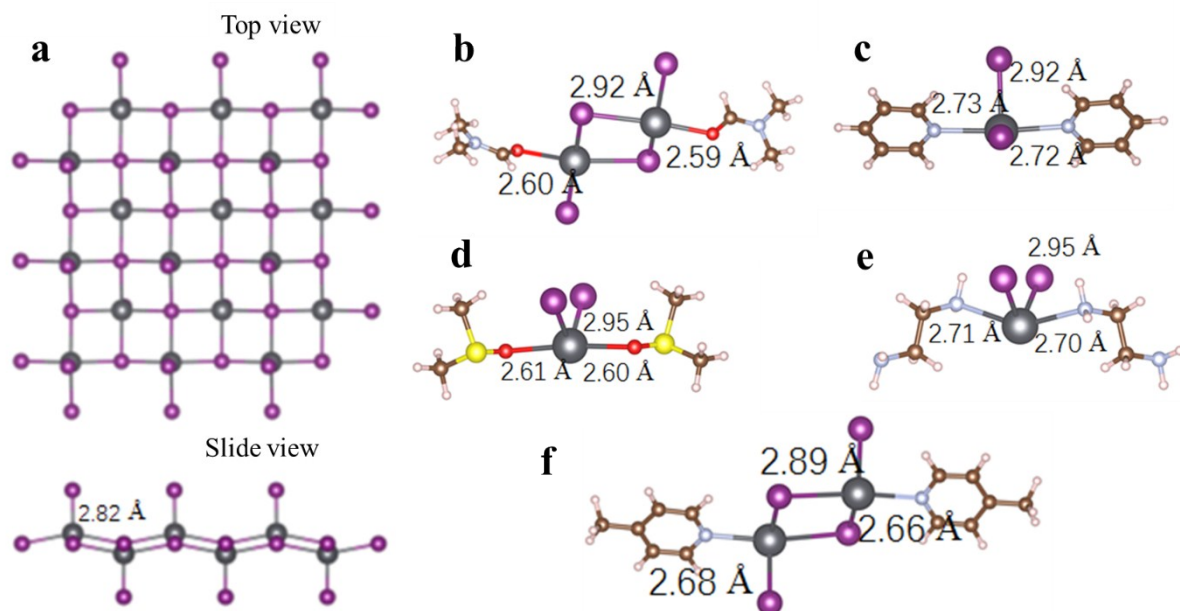 Top view
a
b
c
2.92 Å
2.92 Å
2.73 Å
2.59 Å
2.72 Å
2.60 Å
d
e
2.95 Å
2.95 Å
2.71 Å
2.70 Å
2.61 Å
2.60 Å
Slide view
f
2.89 Å
2.82 Å
2.66 Å
2.68 Å